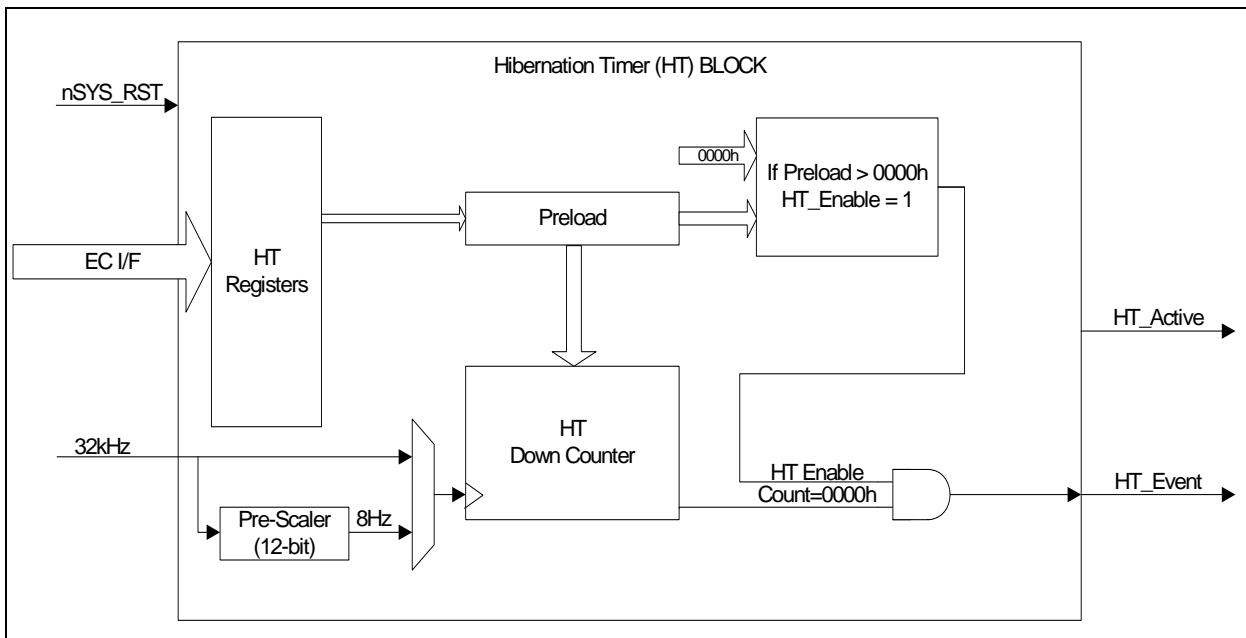 Hibernation Timer (HT) BLOCK
nSYS_RST
0000h
If Preload > 0000h
HT_Enable = 1
Preload
EC I/F
HT
Registers
HT_Active
32kHz
HT
Down Counter
HT Enable
Count=0000h
HT_Event
Pre-Scaler
(12-bit)
8Hz